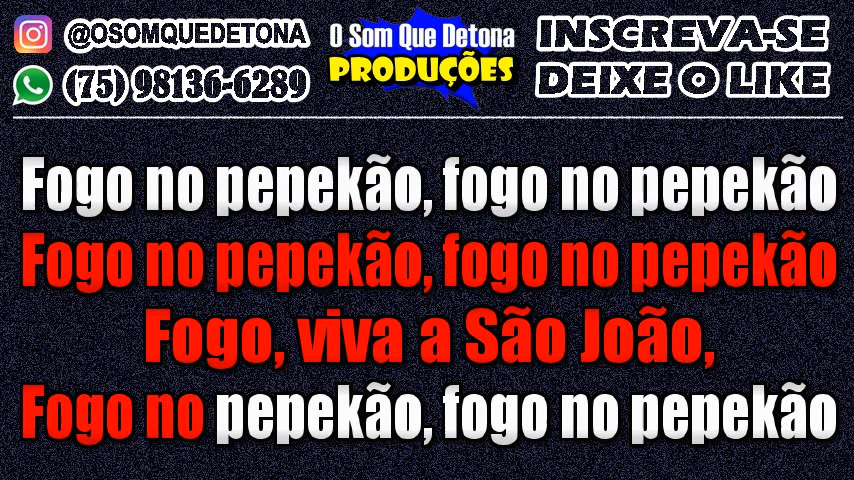 @OSOMQUEDETONA
(75) 98136-6289
O Som Que Detona
PRODUÇÕES
INSCREVA-SE
DEIXE O LIKE
Fogo no pepekão, fogo no pepekão
Fogo no pepekão, fogo no pepekão
Fogo, viva a São João,
Fogo no pepekão, fogo no pepekão